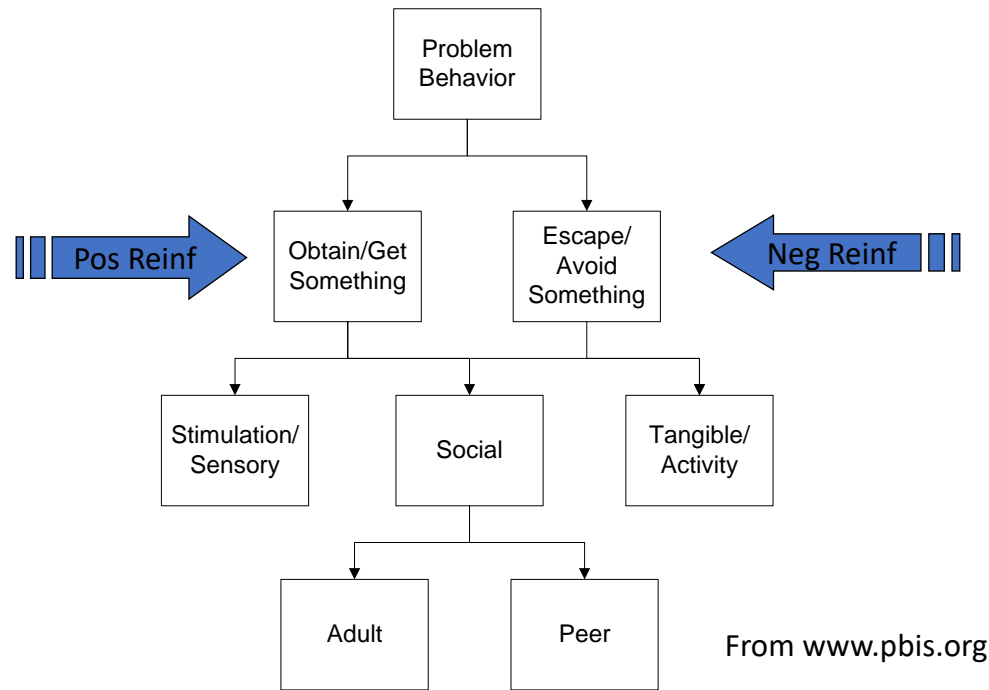 Problem
Behavior
Pos Reinf
Obtain/Get
Something
Escape/
Avoid
Something
Neg Reinf
Stimulation/
Sensory
Social
Tangible/
Activity
Adult
Peer
From www.pbis.org